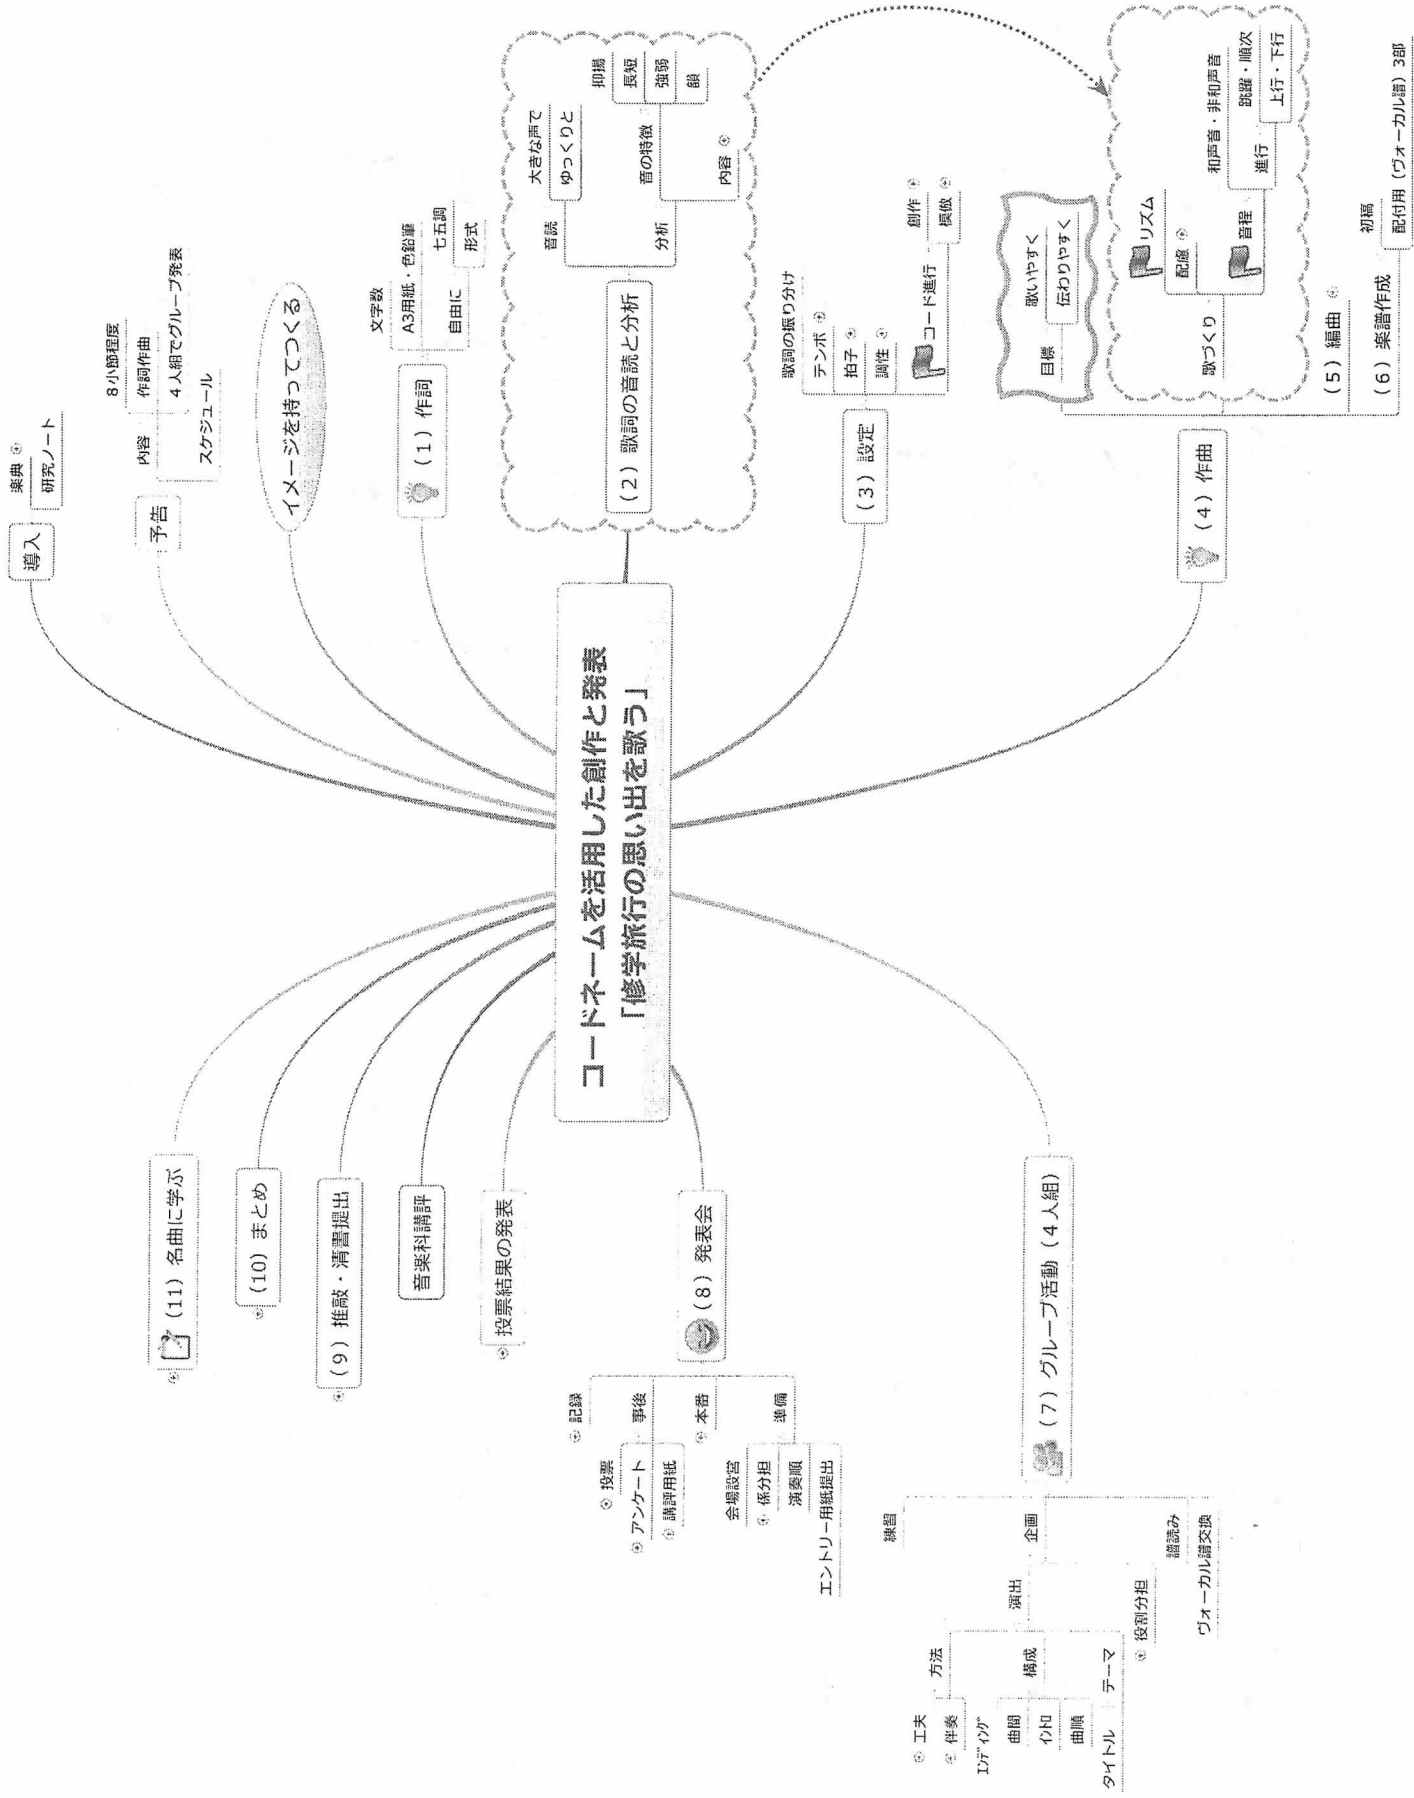 コードネームを活用した創作と発表
「修学旅行の思い出を歌う」
導入
楽典
研究ノート
予告
内容
8小節程度
作詞作曲
4人組でグループ発表
スケジュール
イメージを持ってつくる
(1) 作詞
文字数
A3用紙・色鉛筆
自由に
七五調
形式
(2) 歌詞の音読と分析
音読
大きな声で
ゆっくりと
分析
音の特徴
抑揚
長短
強弱
韻
内容
(3) 設定
歌詞の振り分け
テンポ
拍子
調性
コード進行
創作
模倣
(4) 作曲
目標
歌いやすく
伝わりやすく
歌づくり
リズム
配慮
音程
和声音・非和声音
進行
跳躍・順次
上行・下行
(5) 編曲
(6) 楽譜作成
初稿
配付用 (ヴォーカル譜) 3部
(7) グループ活動 (4人組)
練習
企画
演出
方法
工夫
伴奏
構成
エンディング
曲間
イントロ
曲順
テーマ
タイトル
役割分担
譜読み
ヴォーカル譜交換
(8) 発表会
記録
事後
投票
アンケート
講評用紙
本番
準備
会場設営
係分担
演奏順
エントリー用紙提出
投票結果の発表
音楽科講評
(9) 推敲・清書提出
(10) まとめ
(11) 名曲に学ぶ